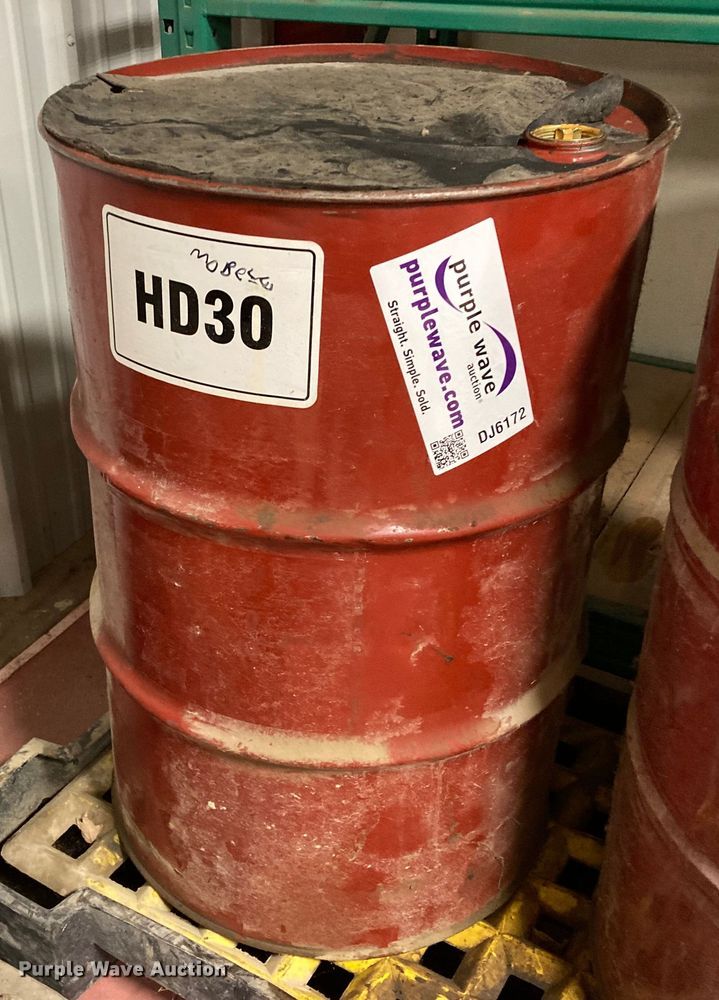 HD30
purple wave
auction®
purplewave.com
Straight. Simple. Sold.
DJ6172
Purple Wave Auction